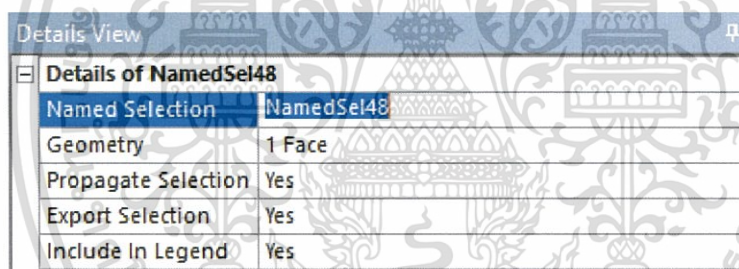 Details View
Details of NamedSel48
Named Selection NamedSel48
Geometry 1 Face
Propagate Selection Yes
Export Selection Yes
Include In Legend Yes